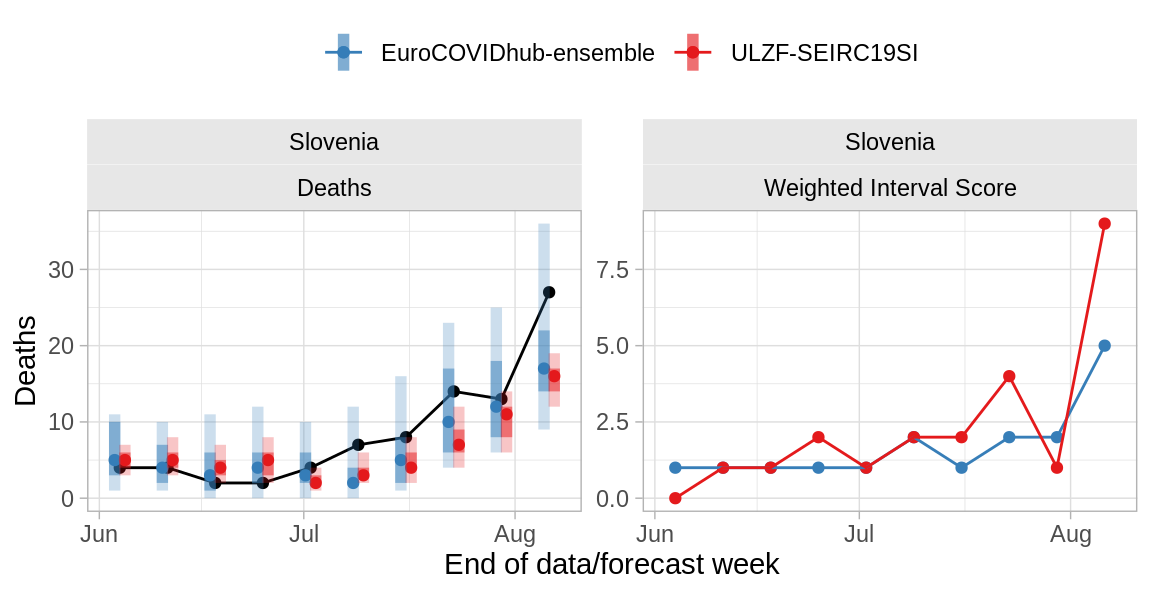 EuroCOVIDhub-ensemble ULZF-SEIRC19SI
Slovenia Slovenia
Deaths Weighted Interval Score
Deaths
30
20
10
0
7.5
5.0
2.5
0.0
Jun Jul Aug Jun Jul Aug
End of data/forecast week